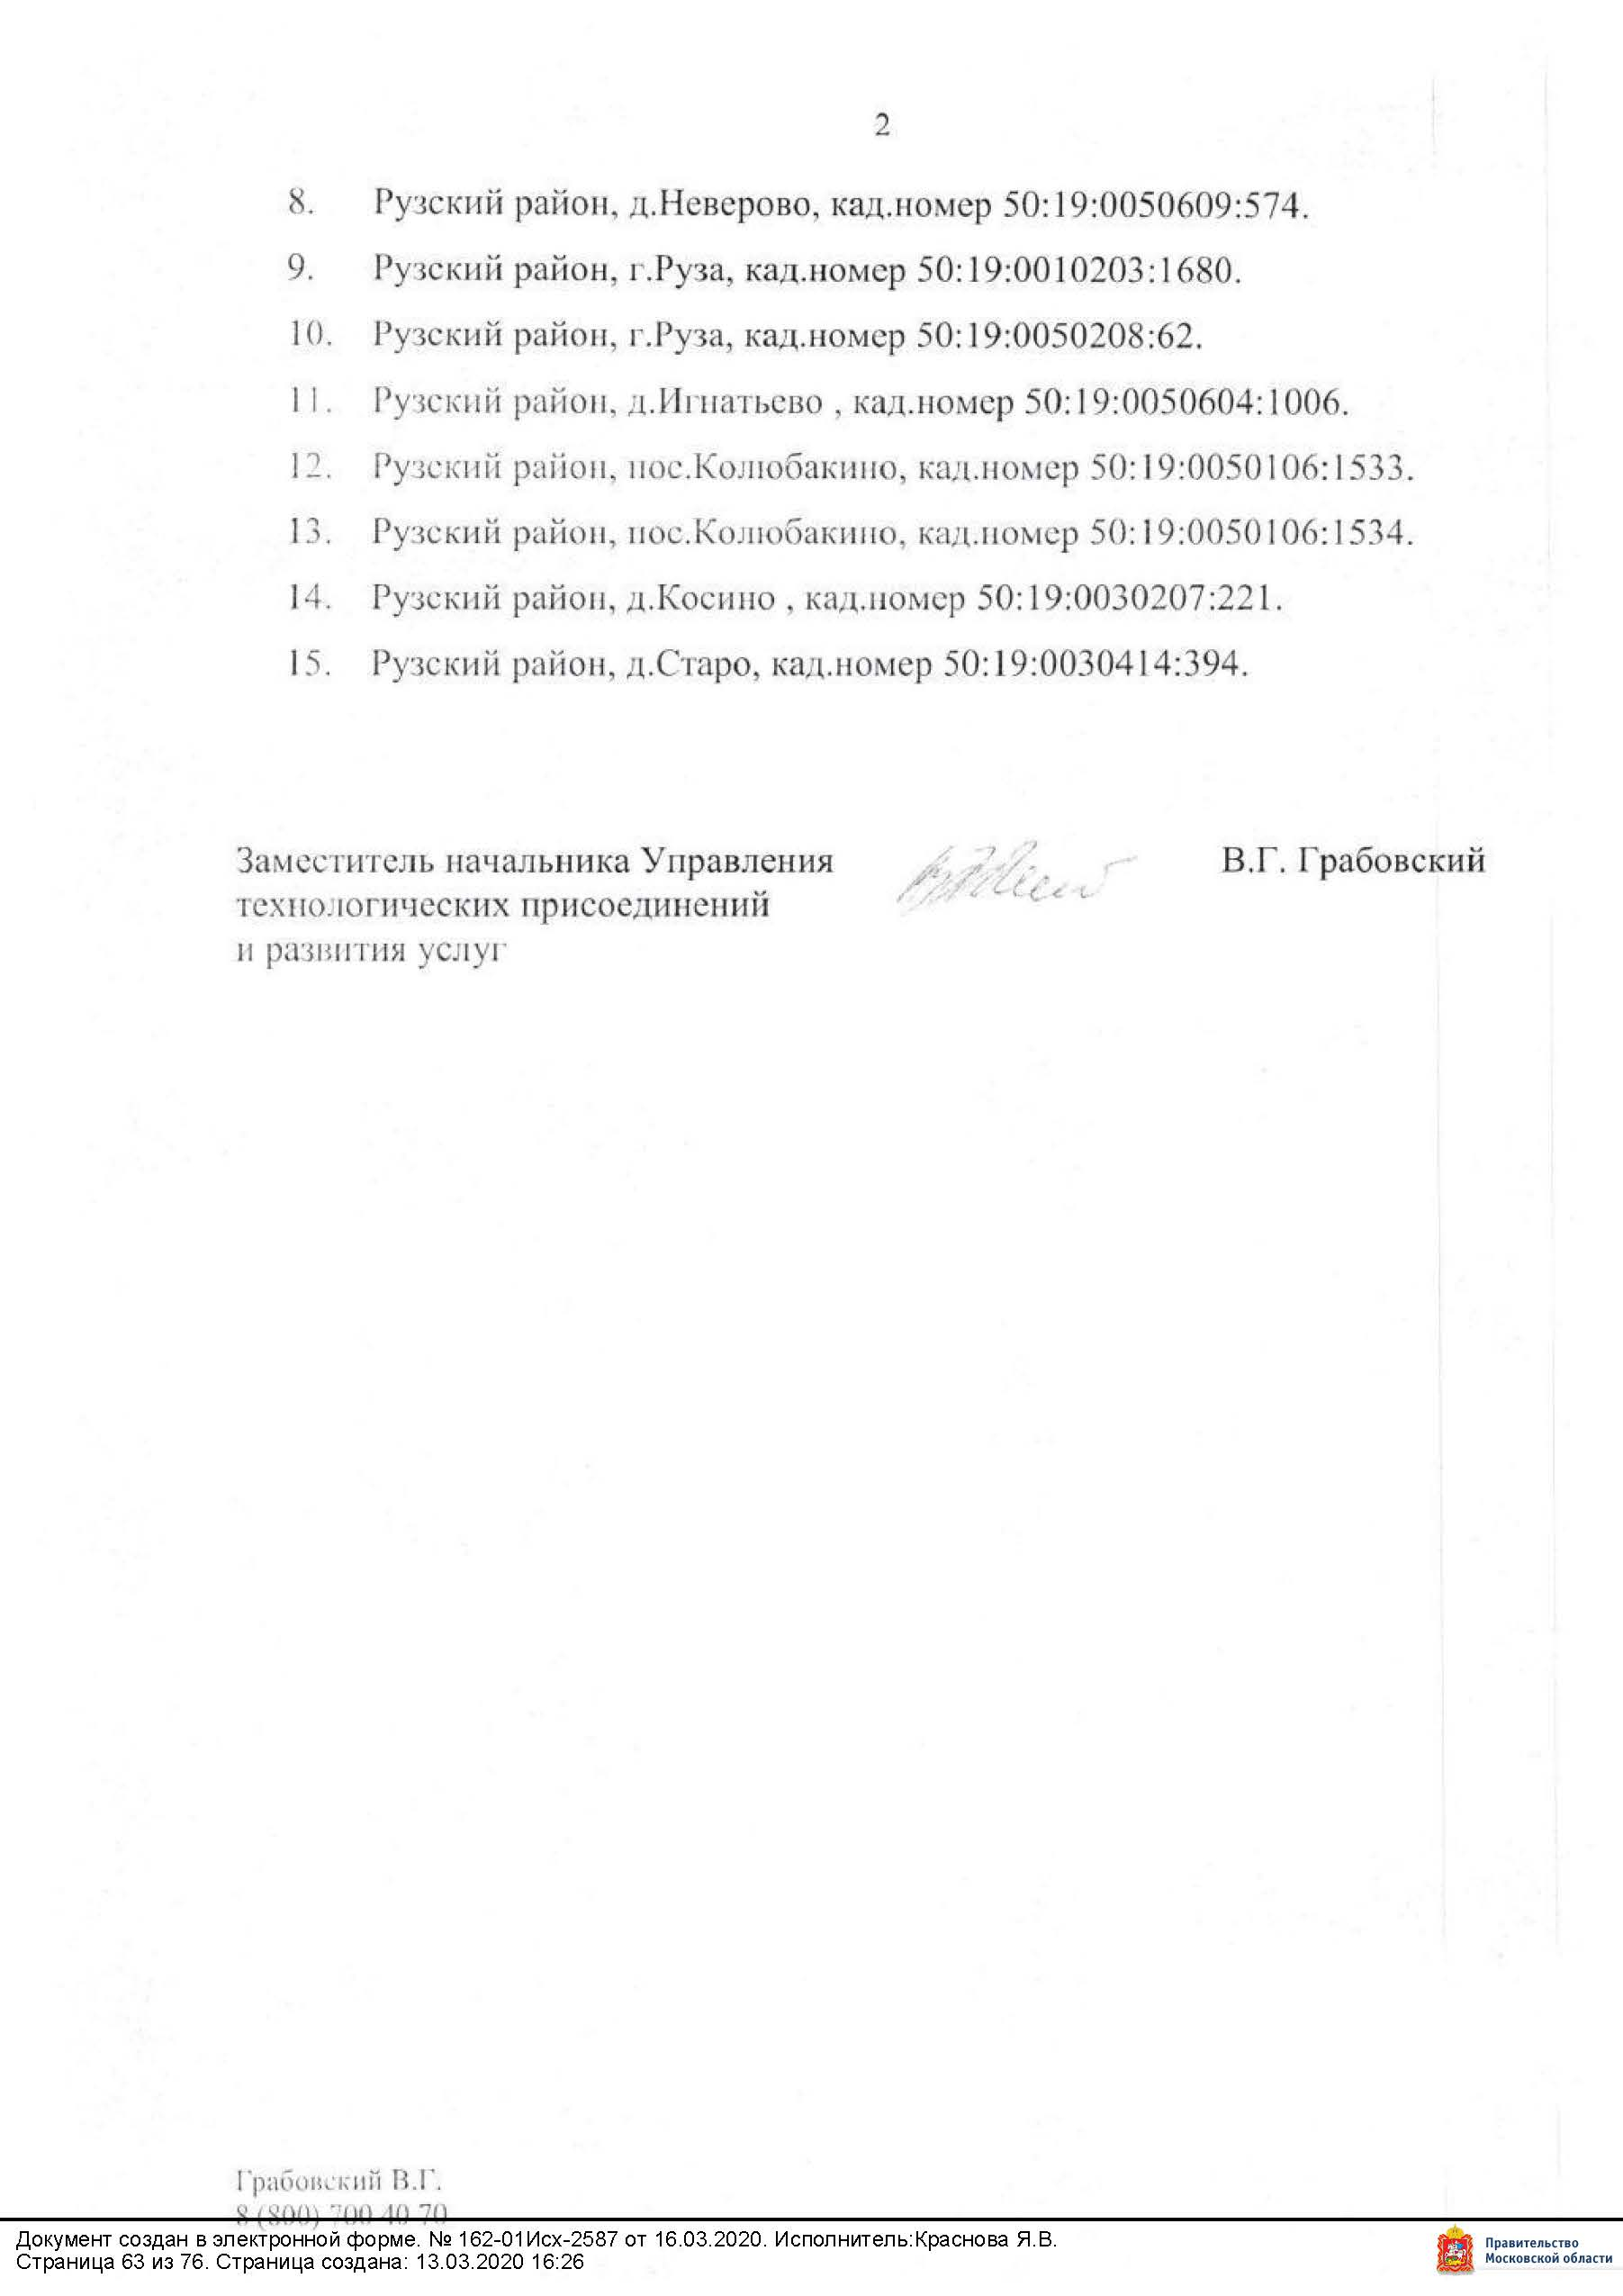 2
8. Рузский район, д.Неверово, кад.номер 50:19:0050609:574.
9. Рузский район, г.Руза, кад.номер 50:19:0010203:1680.
10. Рузский район, г.Руза, кад.номер 50:19:0050208:62.
11. Рузский район, д.Игнатьево , кад.номер 50:19:0050604:1006.
12. Рузский район, пос.Колюбакино, кад.номер 50:19:0050106:1533.
13. Рузский район, пос.Колюбакино, кад.номер 50:19:0050106:1534.
14. Рузский район, д.Косино , кад.номер 50:19:0030207:221.
15. Рузский район, д.Старо, кад.номер 50:19:0030414:394.
Заместитель начальника Управления В.Г. Грабовский
технологических присоединений
и развития услуг
Грабовский В.Г.
8 (800) 700 40 70
Документ создан в электронной форме. № 162-01Исх-2587 от 16.03.2020. Исполнитель:Краснова Я.В.
Страница 63 из 76. Страница создана: 13.03.2020 16:26
Правительство
Московской области